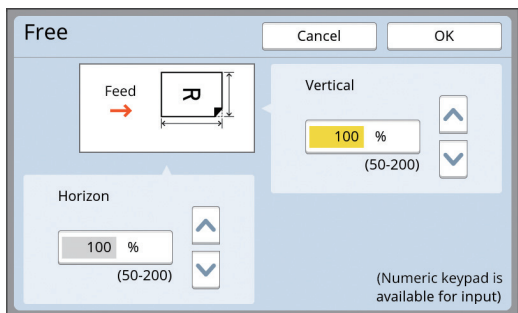 Free
Cancel
OK
Feed
R
Vertical
100 %
(50-200)
Horizon
100 %
(50-200)
(Numeric keypad is
available for input)